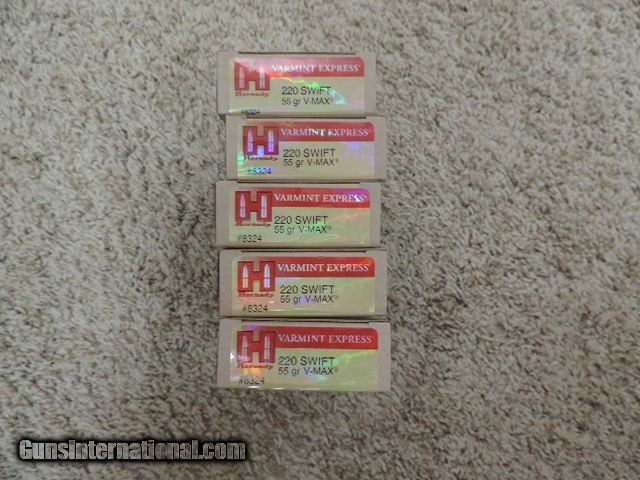 VARMINT EXPRESS®
Hornady
220 SWIFT
55 gr V-MAX®
#8324
VARMINT EXPRESS®
Hornady
220 SWIFT
55 gr V-MAX®
#8324
VARMINT EXPRESS®
Hornady
220 SWIFT
55 gr V-MAX®
#8324
VARMINT EXPRESS®
Hornady
220 SWIFT
55 gr V-MAX®
#8324
VARMINT EXPRESS®
Hornady
220 SWIFT
55 gr V-MAX®
#8324
GunsInternational.com